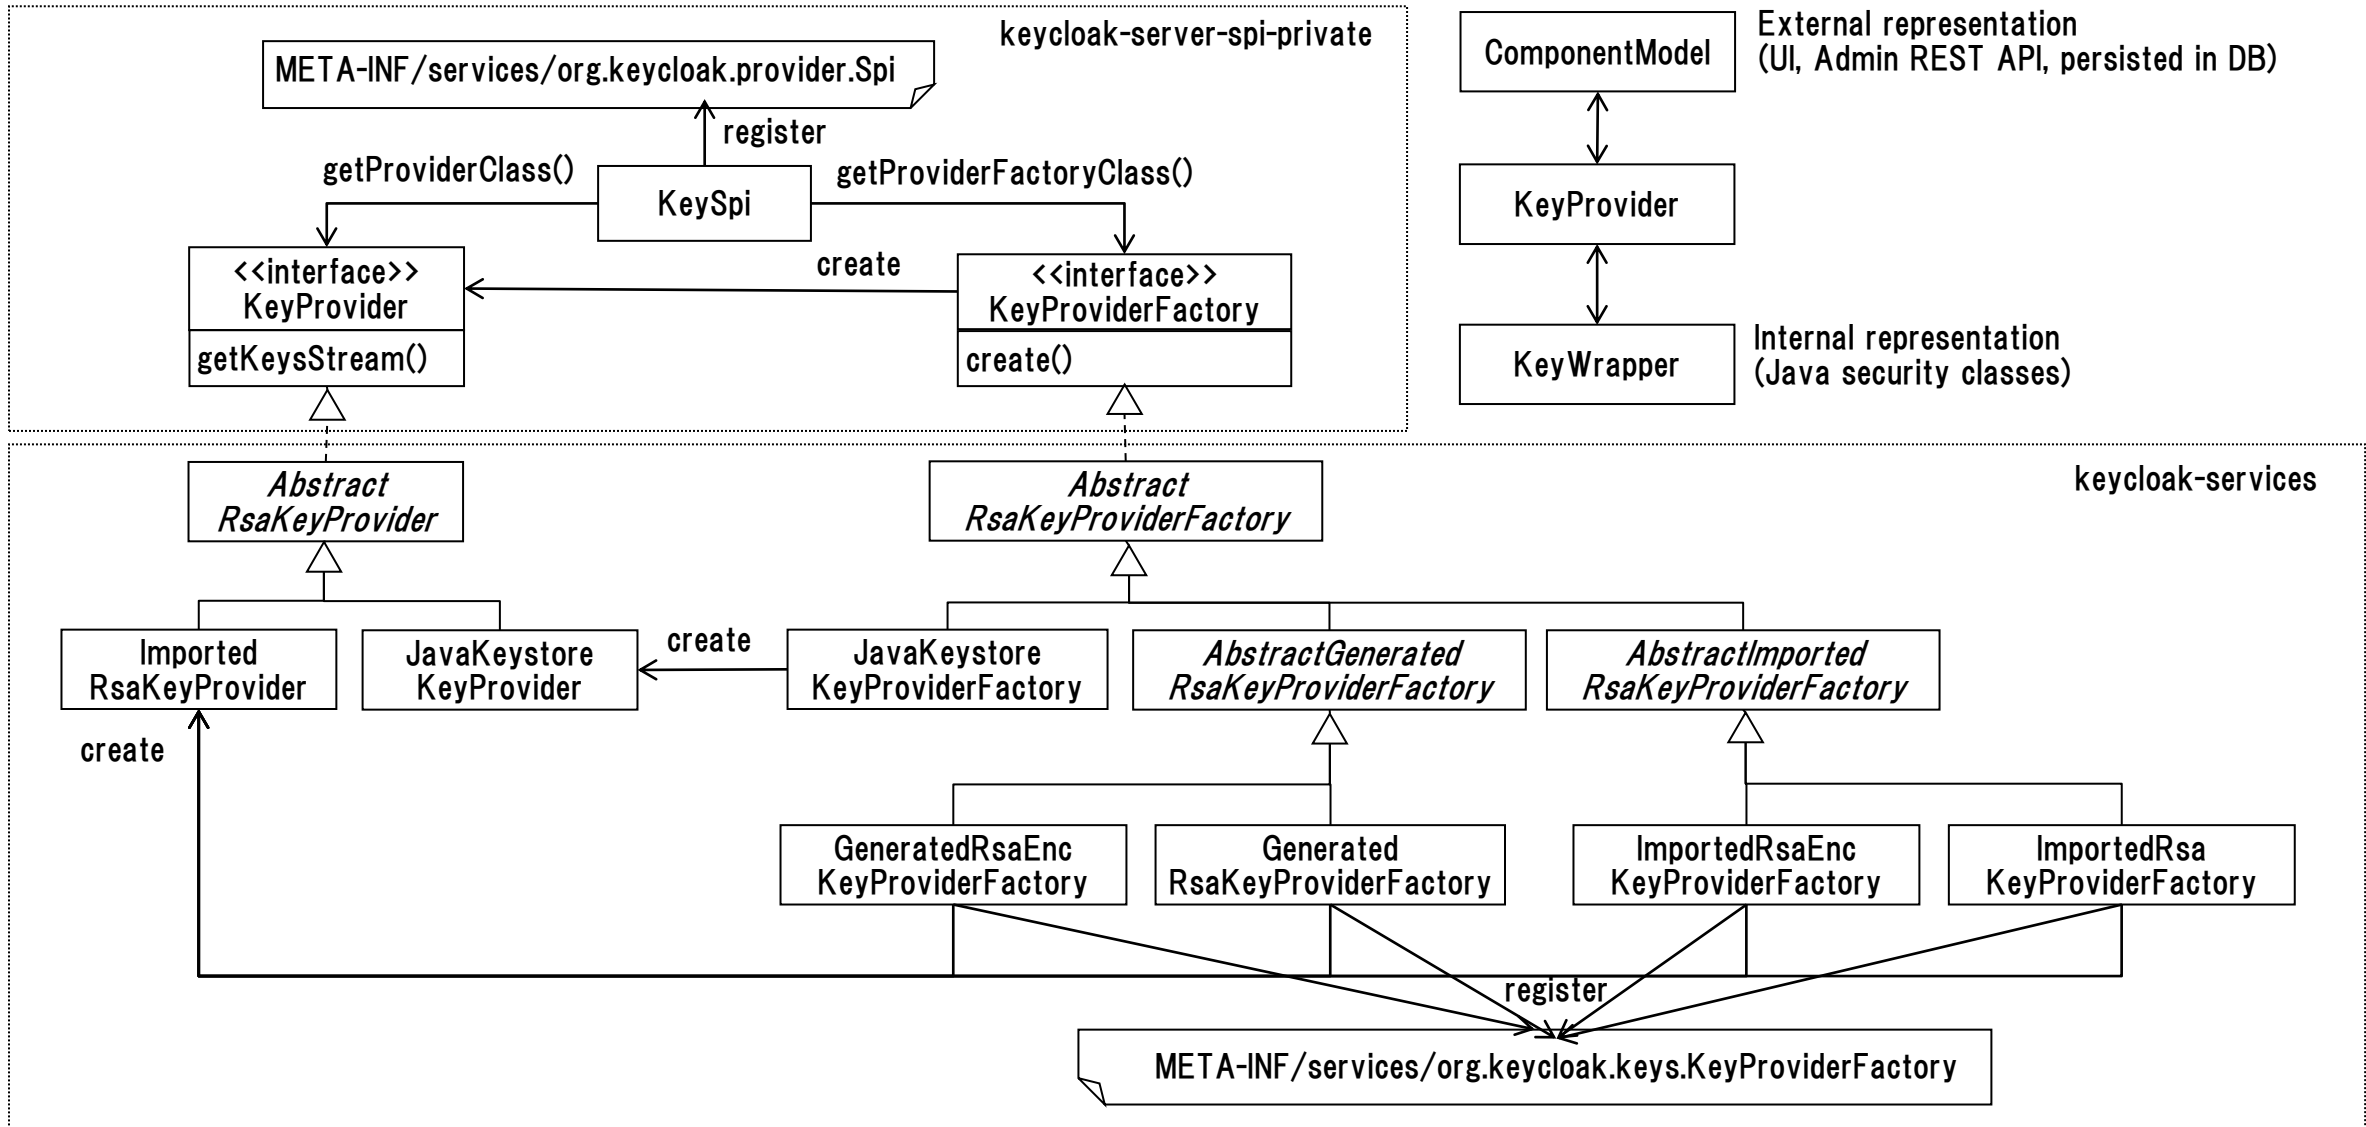 keycloak-server-spi-private
META-INF/services/org.keycloak.provider.Spi
register
getProviderClass()
getProviderFactoryClass()
KeySpi
<<interface>>
KeyProvider
getKeysStream()
create
<<interface>>
KeyProviderFactory
create()
ComponentModel
External representation
(UI, Admin REST API, persisted in DB)
KeyProvider
KeyWrapper
Internal representation
(Java security classes)
keycloak-services
Abstract
RsaKeyProvider
Abstract
RsaKeyProviderFactory
Imported
RsaKeyProvider
JavaKeystore
KeyProvider
create
JavaKeystore
KeyProviderFactory
AbstractGenerated
RsaKeyProviderFactory
AbstractImported
RsaKeyProviderFactory
create
GeneratedRsaEnc
KeyProviderFactory
Generated
RsaKeyProviderFactory
ImportedRsaEnc
KeyProviderFactory
ImportedRsa
KeyProviderFactory
register
META-INF/services/org.keycloak.keys.KeyProviderFactory